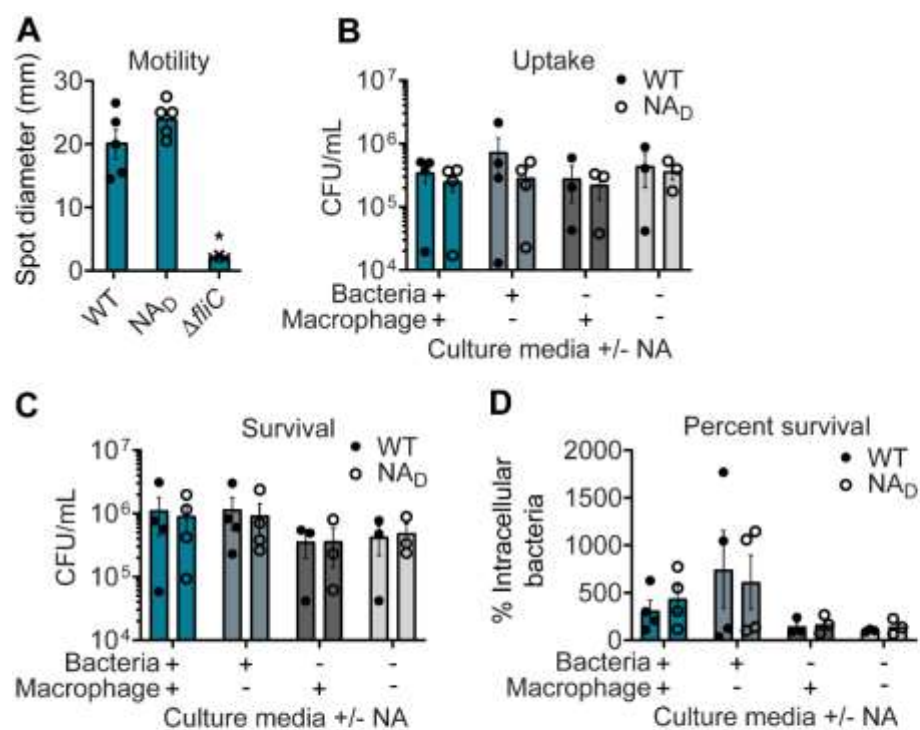 A
Motility
Spot diameter (mm)
30
20
10
0
WT
NAD
ΔfliC
*
B
Uptake
WT
NAD
CFU/mL
10⁷
10⁶
10⁵
10⁴
Bacteria + + - -
Macrophage + - + -
Culture media +/- NA
C
Survival
WT
NAD
CFU/mL
10⁷
10⁶
10⁵
10⁴
Bacteria + + - -
Macrophage + - + -
Culture media +/- NA
D
Percent survival
WT
NAD
% Intracellular
bacteria
2000
1500
1000
500
0
Bacteria + + - -
Macrophage + - + -
Culture media +/- NA